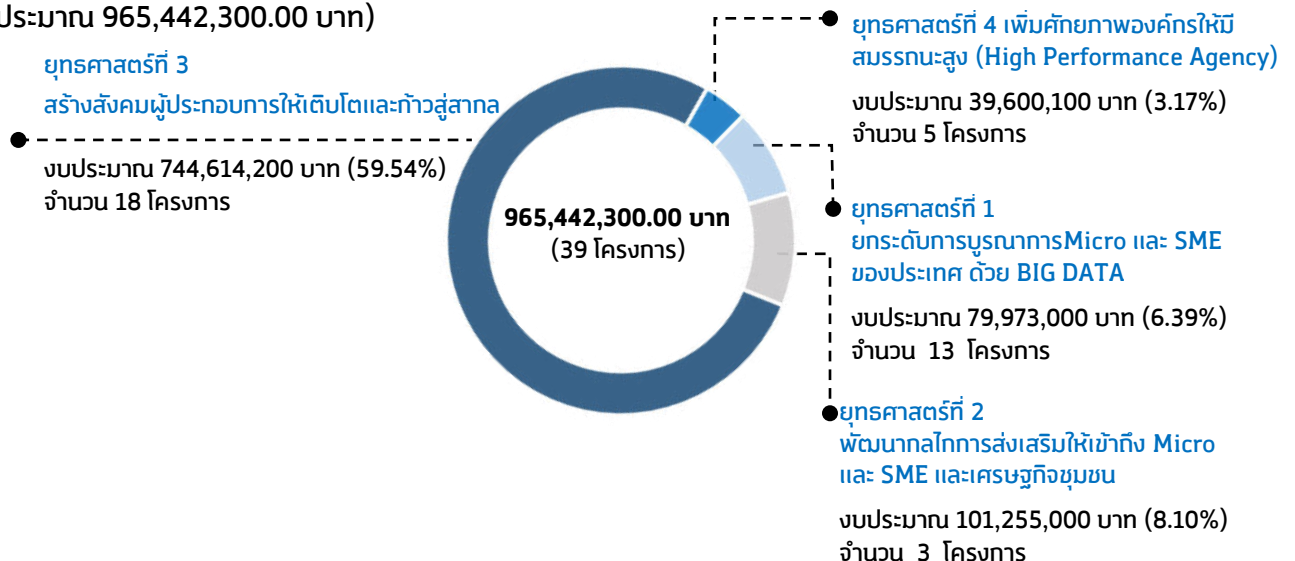 ประมาณ 965,442,300.00 บาท)
ยุทธศาสตร์ที่ 3
สร้างสังคมผู้ประกอบการให้เติบโตและก้าวสู่สากล
งบประมาณ 744,614,200 บาท (59.54%)
จำนวน 18 โครงการ
965,442,300.00 บาท
(39 โครงการ)
ยุทธศาสตร์ที่ 4 เพิ่มศักยภาพองค์กรให้มี
สมรรถนะสูง (High Performance Agency)
งบประมาณ 39,600,100 บาท (3.17%)
จำนวน 5 โครงการ
ยุทธศาสตร์ที่ 1
ยกระดับการบูรณาการMicro และ SME
ของประเทศ ด้วย BIG DATA
งบประมาณ 79,973,000 บาท (6.39%)
จำนวน 13 โครงการ
ยุทธศาสตร์ที่ 2
พัฒนากลไกการส่งเสริมให้เข้าถึง Micro
และ SME และเศรษฐกิจชุมชน
งบประมาณ 101,255,000 บาท (8.10%)
จำนวน 3 โครงการ